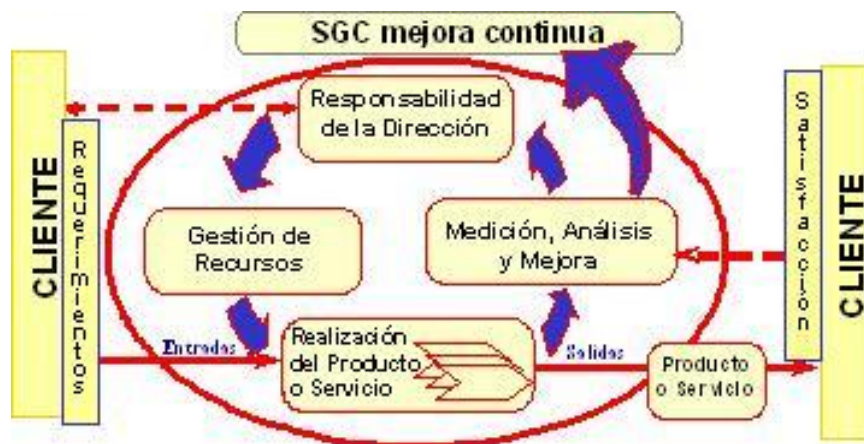 SGC mejora continua
CLIENTE
Requerimientos
Responsabilidad
de la Dirección
Gestión de
Recursos
Medición, Análisis
y Mejora
Entradas
Realización
del Producto
o Servicio
Salidas
Producto
o Servicio
Satisfacción
CLIENTE